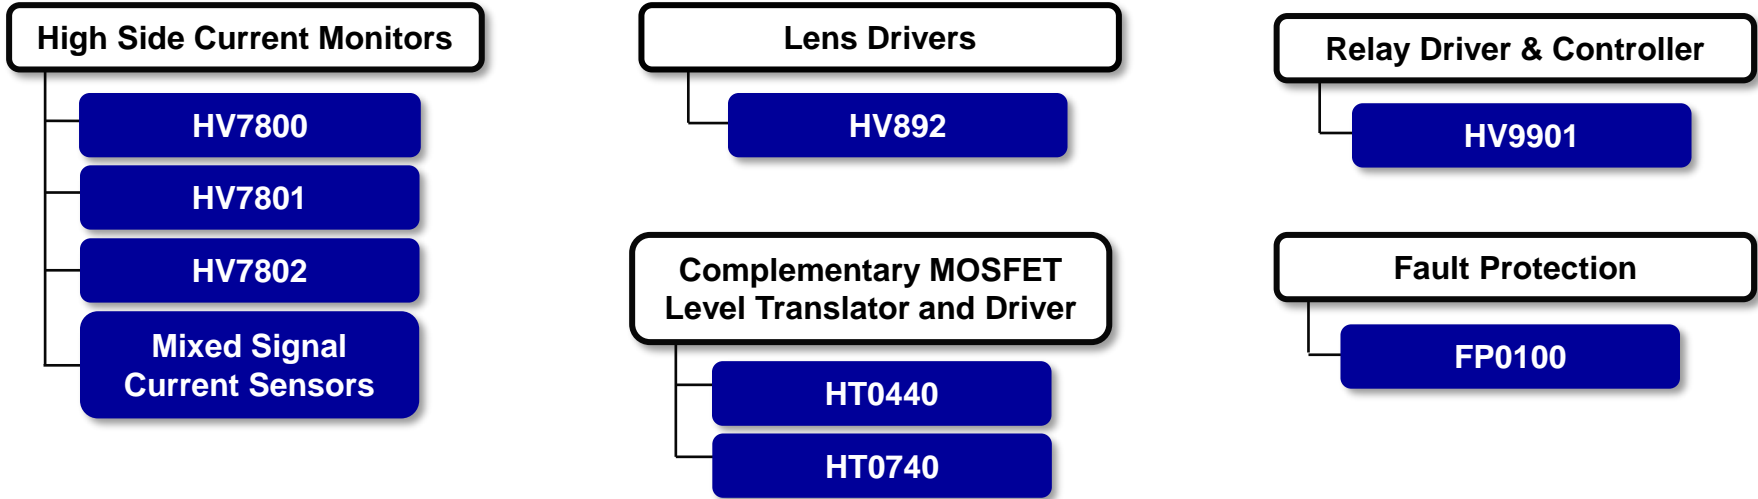 High Side Current Monitors
HV7800
HV7801
HV7802
Mixed Signal
Current Sensors
Lens Drivers
HV892
Complementary MOSFET
Level Translator and Driver
HT0440
HT0740
Relay Driver & Controller
HV9901
Fault Protection
FP0100